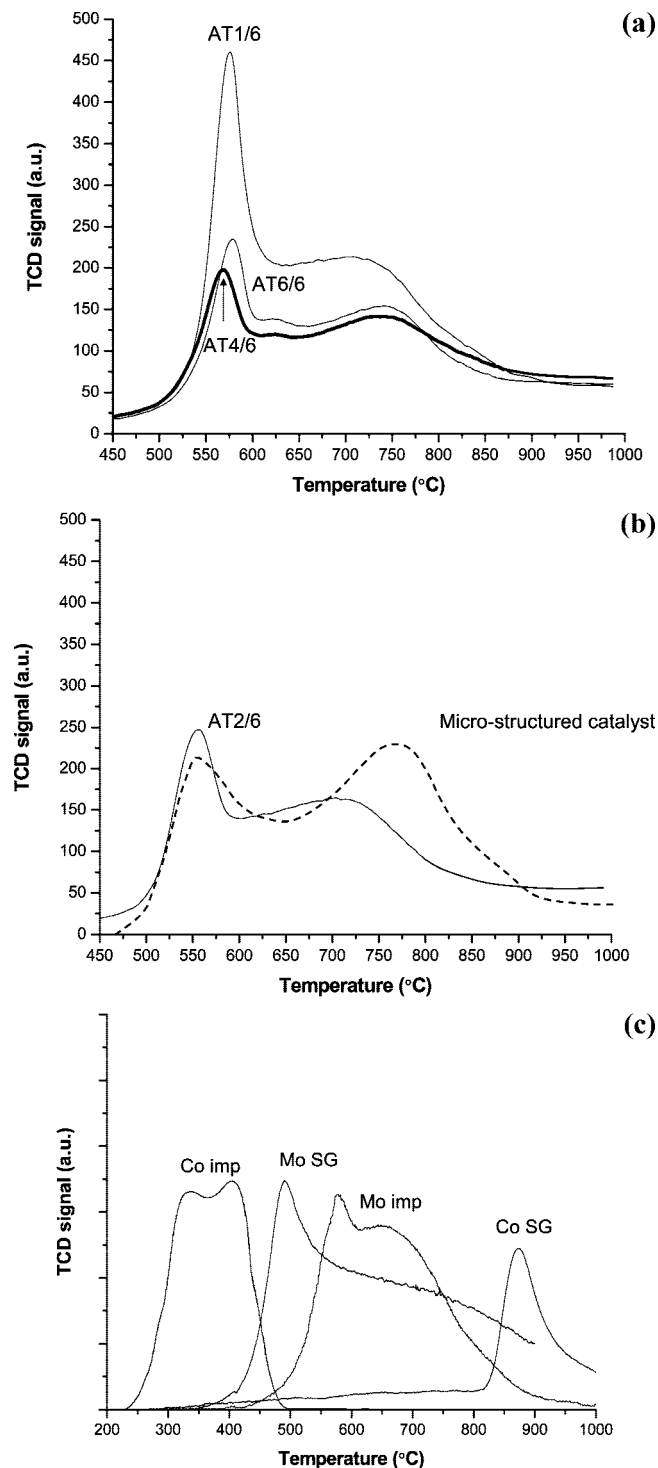 (a)
500
450
400
350
300
250
200
150
100
50
0
TCD signal (a.u.)
AT1/6
AT6/6
AT4/6
450 500 550 600 650 700 750 800 850 900 950 1000
Temperature (°C)
(b)
500
450
400
350
300
250
200
150
100
50
0
TCD signal (a.u.)
AT2/6
Micro-structured catalyst
450 500 550 600 650 700 750 800 850 900 950 1000
Temperature (°C)
(c)
TCD signal (a.u.)
Co imp
Mo SG
Mo imp
Co SG
200 300 400 500 600 700 800 900 1000
Temperature (°C)